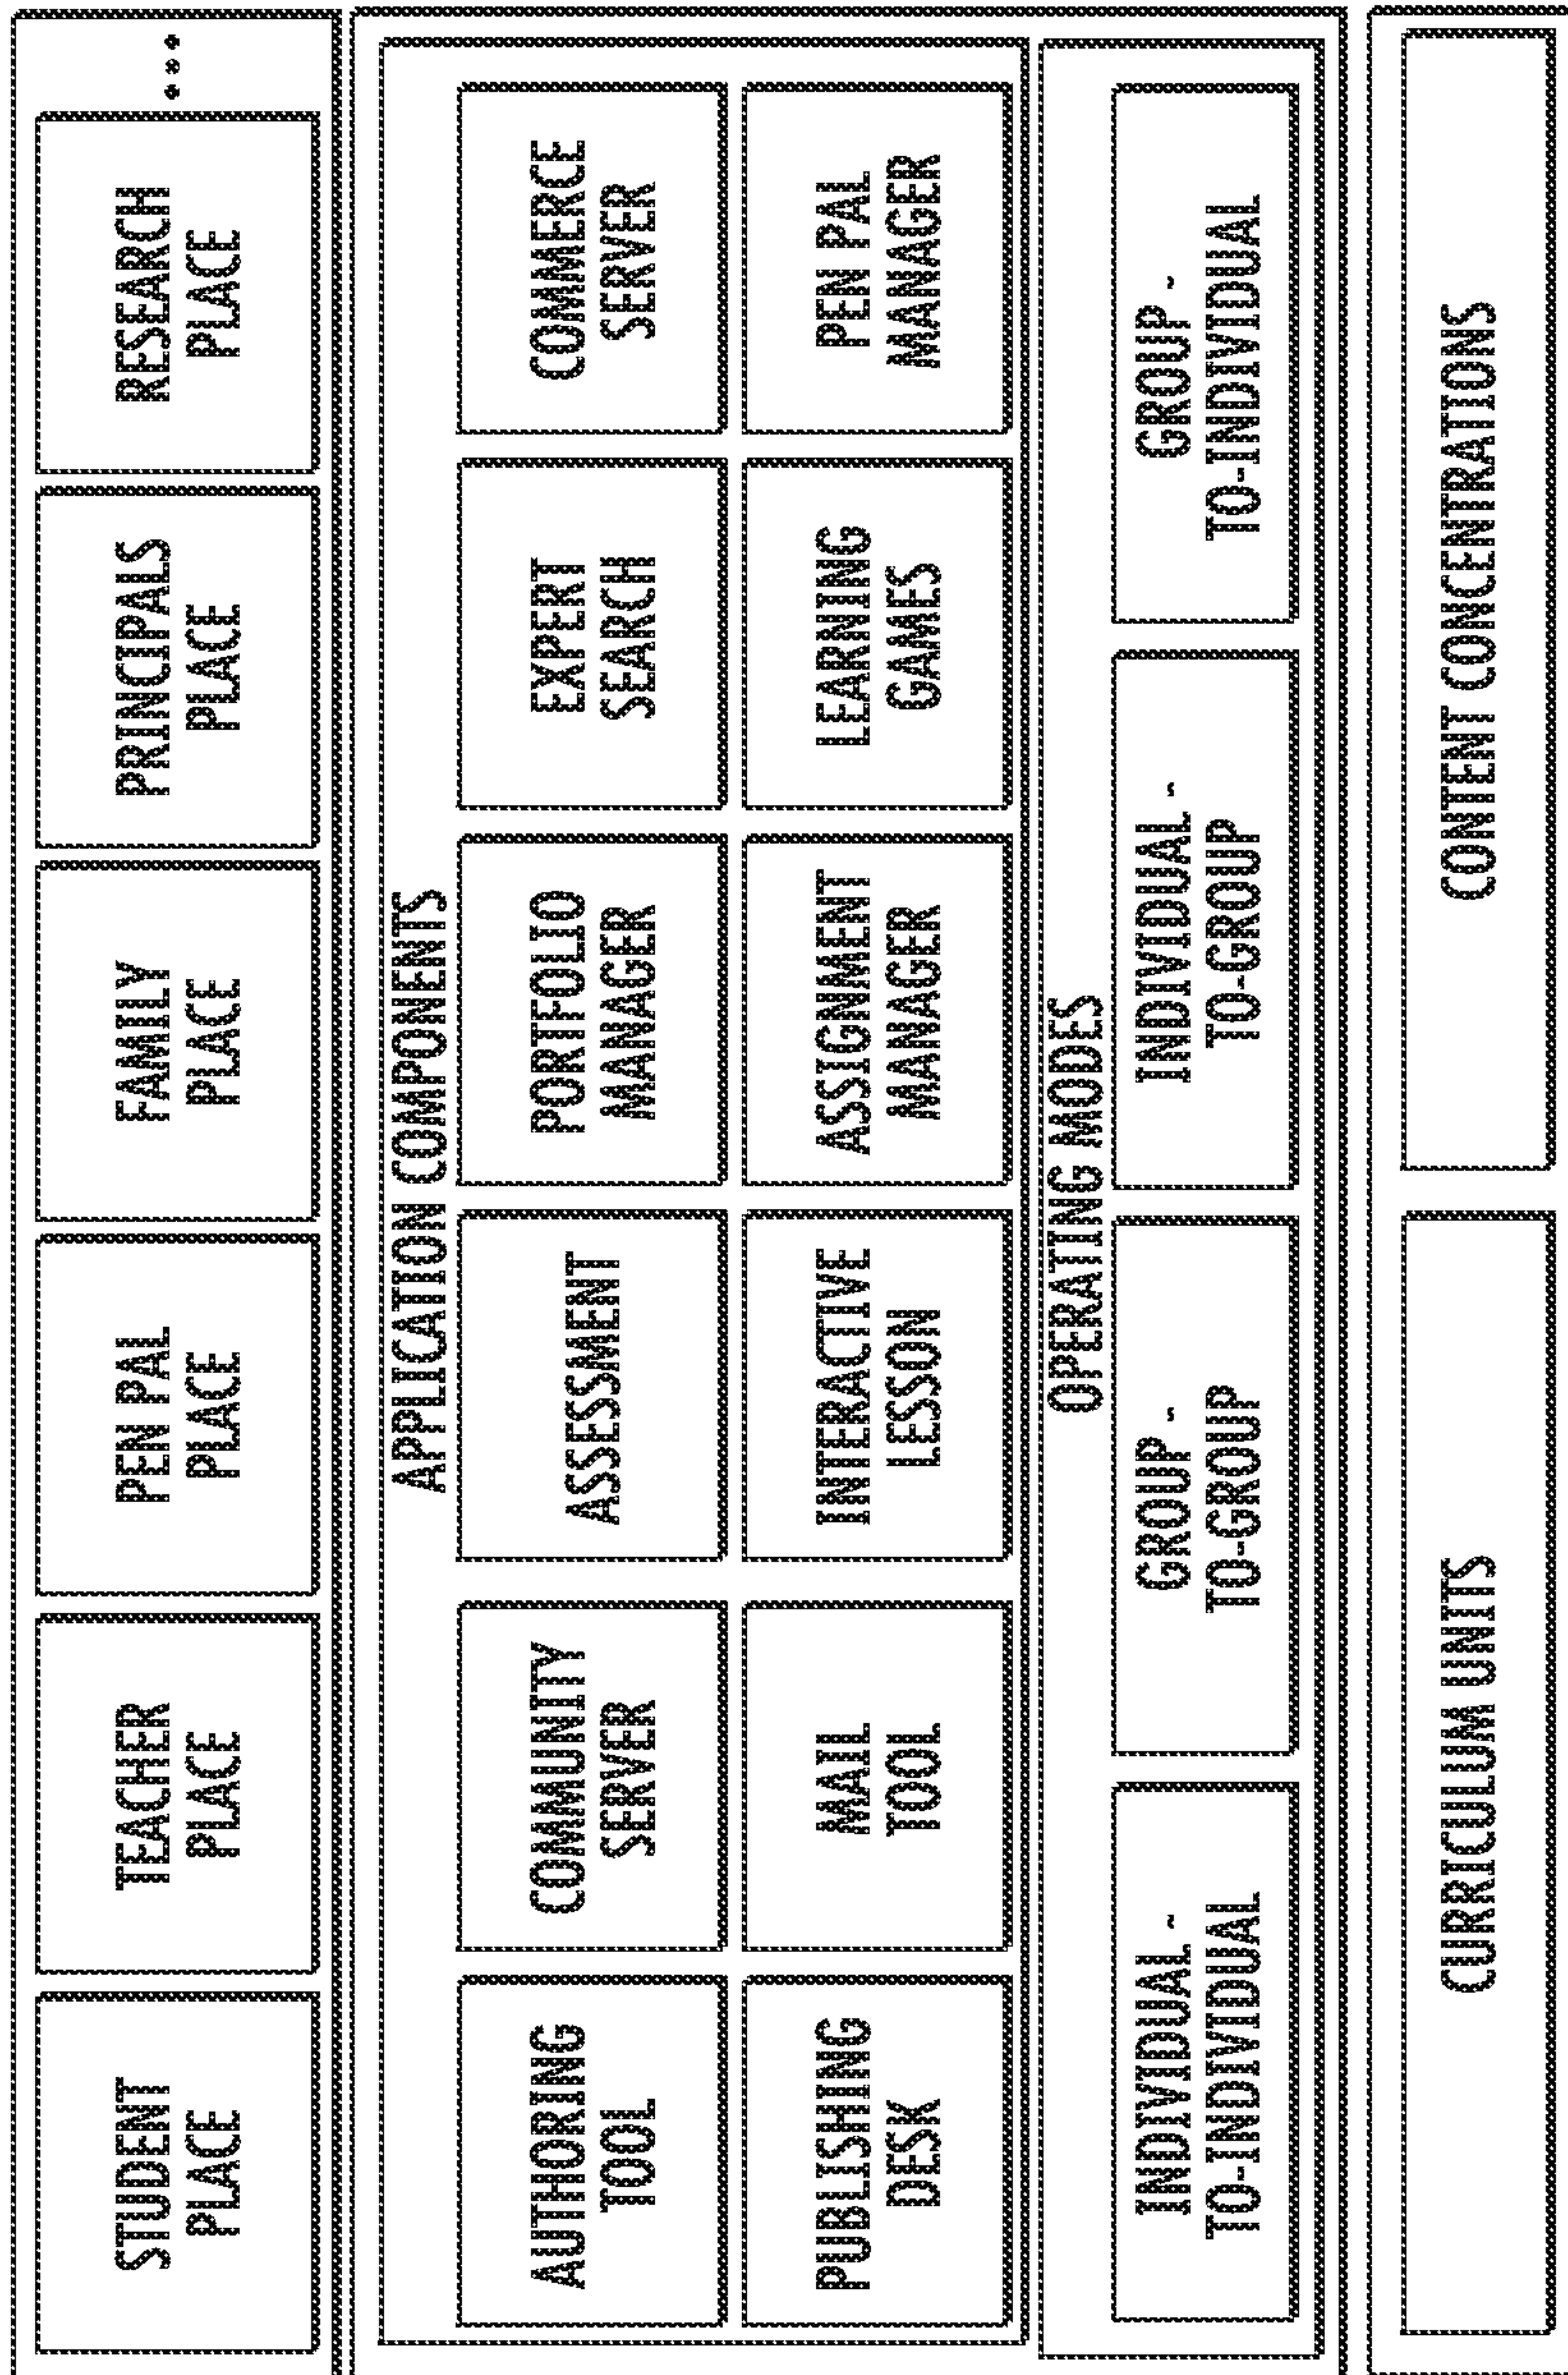 STUDENT
PLACE
TEACHER
PLACE
PEN PAL
PLACE
FAMILY
PLACE
PRINCIPALS
PLACE
RESEARCH
PLACE
...
APPLICATION COMPONENTS
AUTHORING
TOOL
COMMUNITY
SERVER
ASSESSMENT
PORTFOLIO
MANAGER
EXPERT
SEARCH
COMMERCE
SERVER
PUBLISHING
DESK
MAIL
TOOL
INTERACTIVE
LESSON
ASSIGNMENT
MANAGER
LEARNING
GAMES
PEN PAL
MANAGER
OPERATING MODES
INDIVIDUAL -
TO-INDIVIDUAL
GROUP -
TO-GROUP
INDIVIDUAL -
TO-GROUP
GROUP -
TO-INDIVIDUAL
CURRICULUM UNITS
CONTENT CONCENTRATIONS